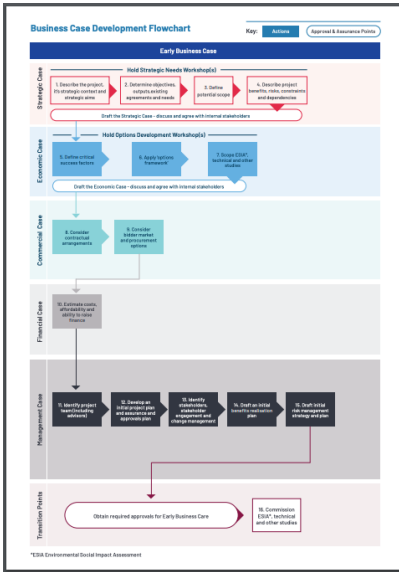 Business Case Development Flowchart
Key:
Actions
Approval & Assurance Points
Early Business Case
Strategic Case
Hold Strategic Needs Workshop(s)
1. Describe the project,
it's strategic context and
strategic aims
2. Determine objectives,
outputs existing
agreements and needs
3. Define
potential scope
4. Describe project
benefits, risks, constraints
and dependencies
Draft the Strategic Case - discuss and agree with internal stakeholders
Economic Case
Hold Options Development Workshop(s)
5. Define critical
success factors
6. Apply 'options
framework'
7. Scope ESIA*,
technical and other
studies
Draft the Economic Case - discuss and agree with internal stakeholders
Commercial Case
8. Consider
contractual
arrangements
9. Consider
bidder market
and procurement
options
Financial Case
10. Estimate costs,
affordability and
ability to raise
finance
Management Case
11. Identify project
team (including
advisors)
12. Develop an
initial project plan
and assurance and
approvals plan
13. Identify
stakeholders,
stakeholder
engagement and
change management
14. Draft an initial
benefits realisation
plan
15. Draft initial
risk management
strategy and plan
Transition Points
Obtain required approvals for Early Business Care
16. Commission
ESIA*, technical
and other studies
*ESIA Environmental Social Impact Assessment